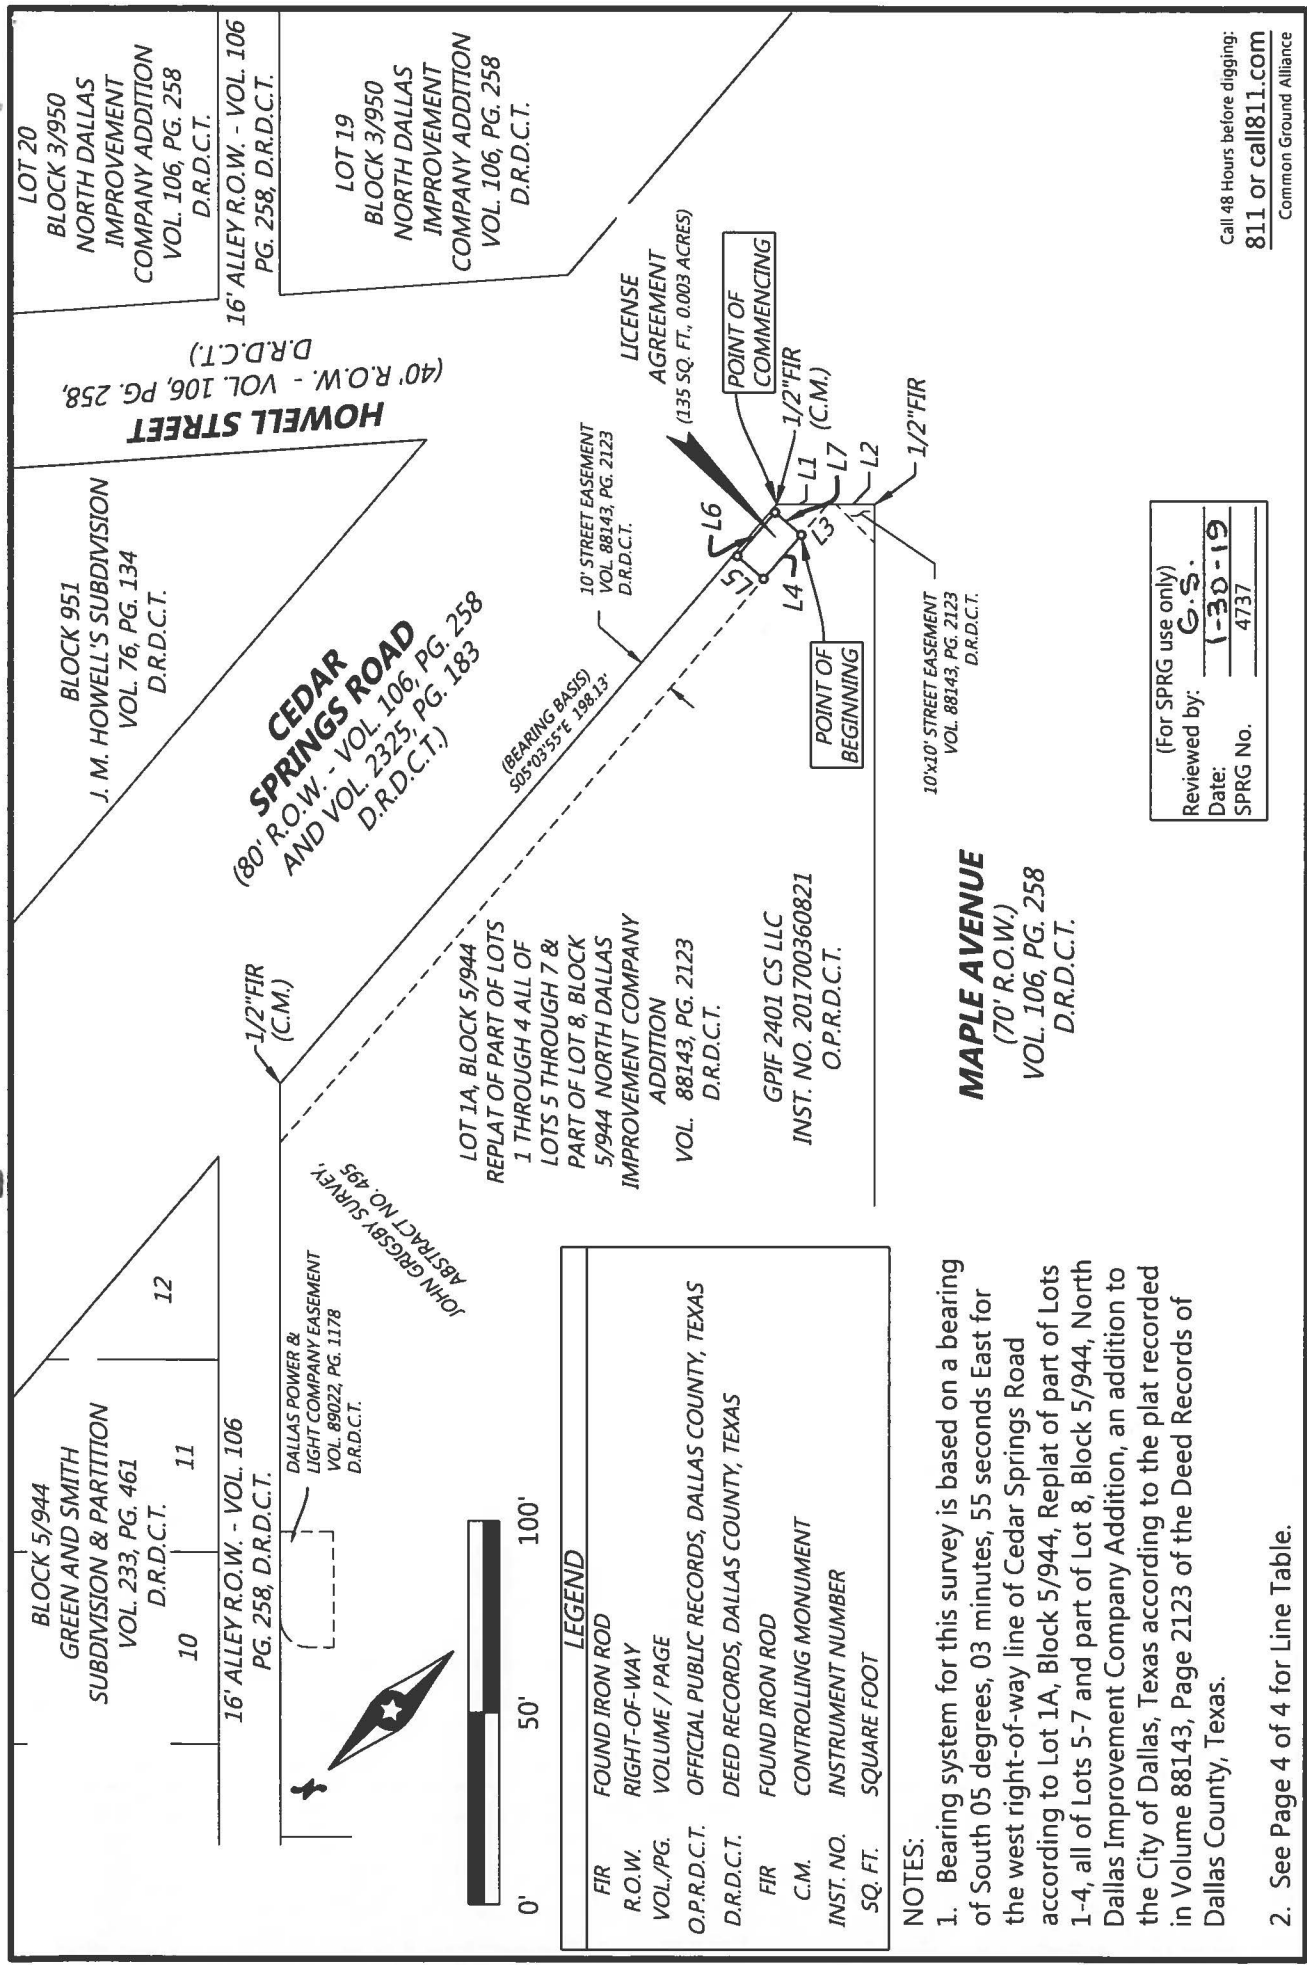 BLOCK 5/944
GREEN AND SMITH
SUBDIVISION & PARTITION
VOL. 233, PG. 461
D.R.D.C.T.
10
11
12
16' ALLEY R.O.W. - VOL. 106
PG. 258, D.R.D.C.T.
DALLAS POWER &
LIGHT COMPANY EASEMENT
VOL. 89022, PG. 1178
D.R.D.C.T.
JOHN GRIGSBY SURVEY,
ABSTRACT NO. 495
1/2"FIR
(C.M.)
BLOCK 951
J. M. HOWELL'S SUBDIVISION
VOL. 76, PG. 134
D.R.D.C.T.
CEDAR
SPRINGS ROAD
(80' R.O.W. - VOL. 106, PG. 258
AND VOL. 2325, PG. 183
D.R.D.C.T.)
HOWELL STREET
(40' R.O.W. - VOL. 106, PG. 258,
D.R.D.C.T.)
LOT 20
BLOCK 3/950
NORTH DALLAS
IMPROVEMENT
COMPANY ADDITION
VOL. 106, PG. 258
D.R.D.C.T.
16' ALLEY R.O.W. - VOL. 106
PG. 258, D.R.D.C.T.
LOT 19
BLOCK 3/950
NORTH DALLAS
IMPROVEMENT
COMPANY ADDITION
VOL. 106, PG. 258
D.R.D.C.T.
(BEARING BASIS)
S05°03'55"E 198.13'
10' STREET EASEMENT
VOL. 88143, PG. 2123
D.R.D.C.T.
LICENSE
AGREEMENT
(135 SQ. FT., 0.003 ACRES)
POINT OF
COMMENCING
1/2"FIR
(C.M.)
L6
L5
L4
L3
L1
L7
L2
1/2"FIR
POINT OF
BEGINNING
10'x10' STREET EASEMENT
VOL. 88143, PG. 2123
D.R.D.C.T.
LOT 1A, BLOCK 5/944
REPLAT OF PART OF LOTS
1 THROUGH 4 ALL OF
LOTS 5 THROUGH 7 &
PART OF LOT 8, BLOCK
5/944 NORTH DALLAS
IMPROVEMENT COMPANY
ADDITION
VOL. 88143, PG. 2123
D.R.D.C.T.
GPIF 2401 CS LLC
INST. NO. 201700360821
O.P.R.D.C.T.
MAPLE AVENUE
(70' R.O.W.)
VOL. 106, PG. 258
D.R.D.C.T.
0' 50' 100'
LEGEND
FIR FOUND IRON ROD
R.O.W. RIGHT-OF-WAY
VOL./PG. VOLUME / PAGE
O.P.R.D.C.T. OFFICIAL PUBLIC RECORDS, DALLAS COUNTY, TEXAS
D.R.D.C.T. DEED RECORDS, DALLAS COUNTY, TEXAS
FIR FOUND IRON ROD
C.M. CONTROLLING MONUMENT
INST. NO. INSTRUMENT NUMBER
SQ. FT. SQUARE FOOT
NOTES:
1. Bearing system for this survey is based on a bearing
of South 05 degrees, 03 minutes, 55 seconds East for
the west right-of-way line of Cedar Springs Road
according to Lot 1A, Block 5/944, Replat of part of Lots
1-4, all of Lots 5-7 and part of Lot 8, Block 5/944, North
Dallas Improvement Company Addition, an addition to
the City of Dallas, Texas according to the plat recorded
in Volume 88143, Page 2123 of the Deed Records of
Dallas County, Texas.
2. See Page 4 of 4 for Line Table.
(For SPRG use only)
Reviewed by: G.S.
Date: 1-30-19
SPRG No. 4737
Call 48 Hours before digging:
811 or call811.com
Common Ground Alliance